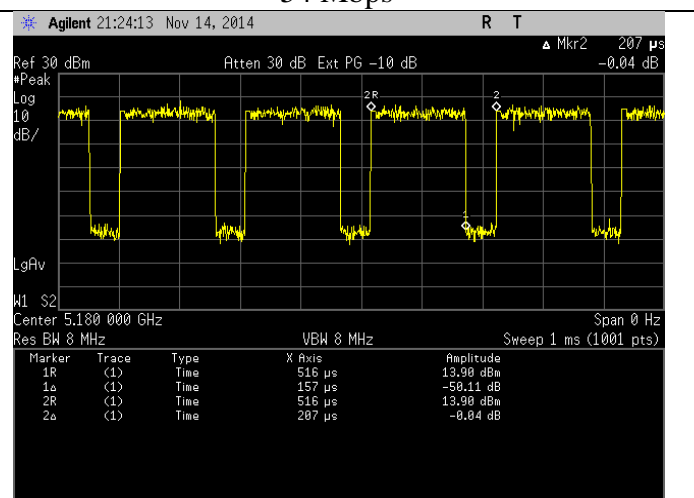 Agilent 21:24:13 Nov 14, 2014 R T
Δ Mkr2 207 µs
Ref 30 dBm Atten 30 dB Ext PG −10 dB −0.04 dB
#Peak
Log
10
dB/
2R 2
1
LgAv
W1 S2
Center 5.180 000 GHz Span 0 Hz
Res BW 8 MHz VBW 8 MHz Sweep 1 ms (1001 pts)
Marker Trace Type X Axis Amplitude
1R (1) Time 516 µs 13.90 dBm
1Δ (1) Time 157 µs −50.11 dB
2R (1) Time 516 µs 13.90 dBm
2Δ (1) Time 207 µs −0.04 dB